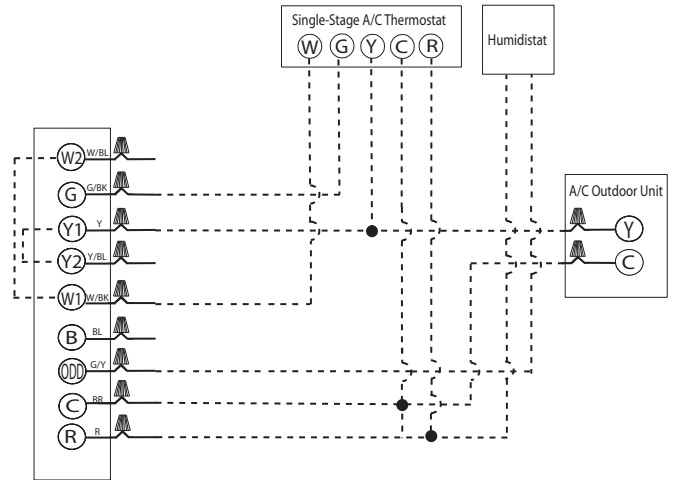 Single-Stage A/C Thermostat
W G Y C R
Humidistat
A/C Outdoor Unit
Y
C
W2 W/BL
G G/BK
Y1 Y
Y2 Y/BL
W1 W/BK
B BL
ODD G/Y
C BR
R R